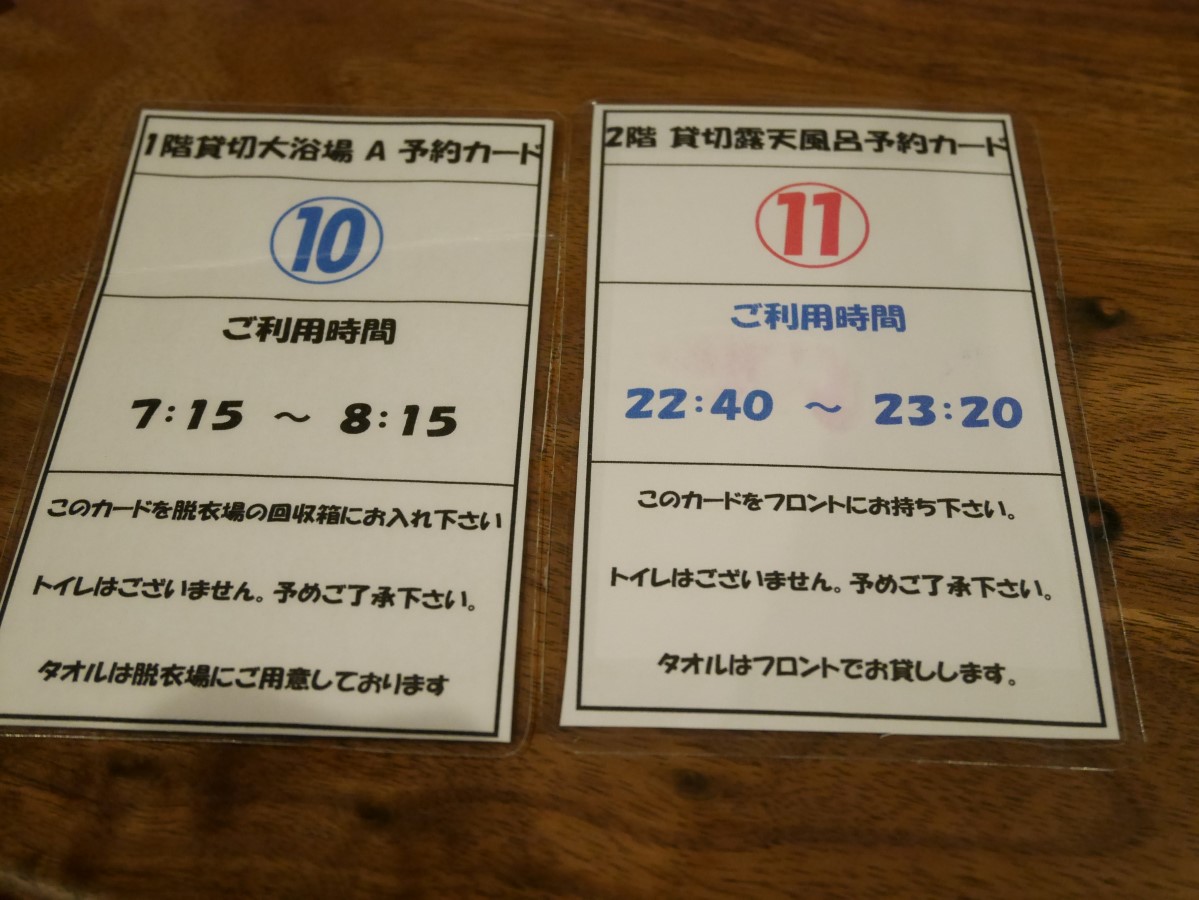 1階貸切大浴場 A 予約カード
⑩
ご利用時間
7:15 ～ 8:15
このカードを脱衣場の回収箱にお入れ下さい
トイレはございません。予めご了承下さい。
タオルは脱衣場にご用意しております
2階 貸切露天風呂予約カード
⑪
ご利用時間
22:40 ～ 23:20
このカードをフロントにお持ち下さい。
トイレはございません。予めご了承下さい。
タオルはフロントでお貸しします。